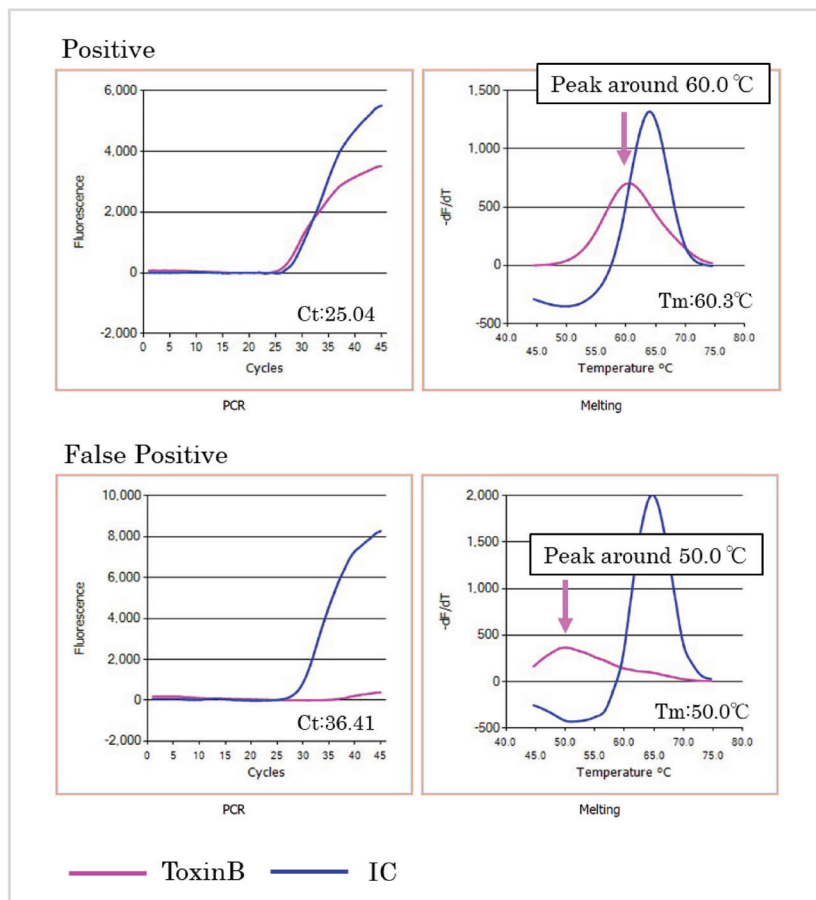 Positive
6,000
4,000
2,000
0
-2,000
Fluorescence
0 5 10 15 20 25 30 35 40 45
Cycles
Ct:25.04
PCR
Peak around 60.0℃
1,500
1,000
500
0
-500
-dF/dT
40.0 50.0 60.0 70.0 80.0
45.0 55.0 65.0 75.0
Temperature ºC
Tm:60.3℃
Melting
False Positive
10,000
8,000
6,000
4,000
2,000
0
-2,000
Fluorescence
0 5 10 15 20 25 30 35 40 45
Cycles
Ct:36.41
PCR
Peak around 50.0℃
2,000
1,500
1,000
500
0
-500
-dF/dT
40.0 50.0 60.0 70.0 80.0
45.0 55.0 65.0 75.0
Temperature ºC
Tm:50.0℃
Melting
ToxinB IC